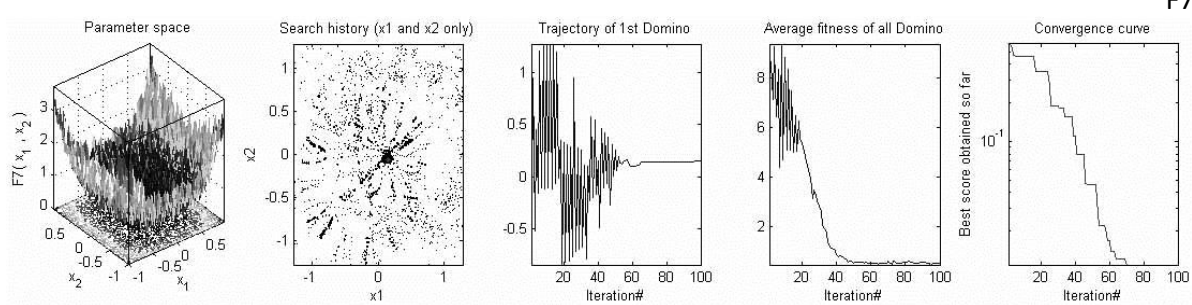 F7
Parameter space
Search history (x1 and x2 only)
Trajectory of 1st Domino
Average fitness of all Domino
Convergence curve
F7( x₁ , x₂ )
3
2
1
0
0.5
0
-0.5
-1
x₂
-1
-0.5
0
0.5
x₁
x2
1
0.5
0
-0.5
-1
-1
0
1
x1
1
0.5
0
-0.5
20 40 60 80 100
Iteration#
8
6
4
2
20 40 60 80 100
Iteration#
Best score obtained so far
10⁻¹
20 40 60 80 100
Iteration#